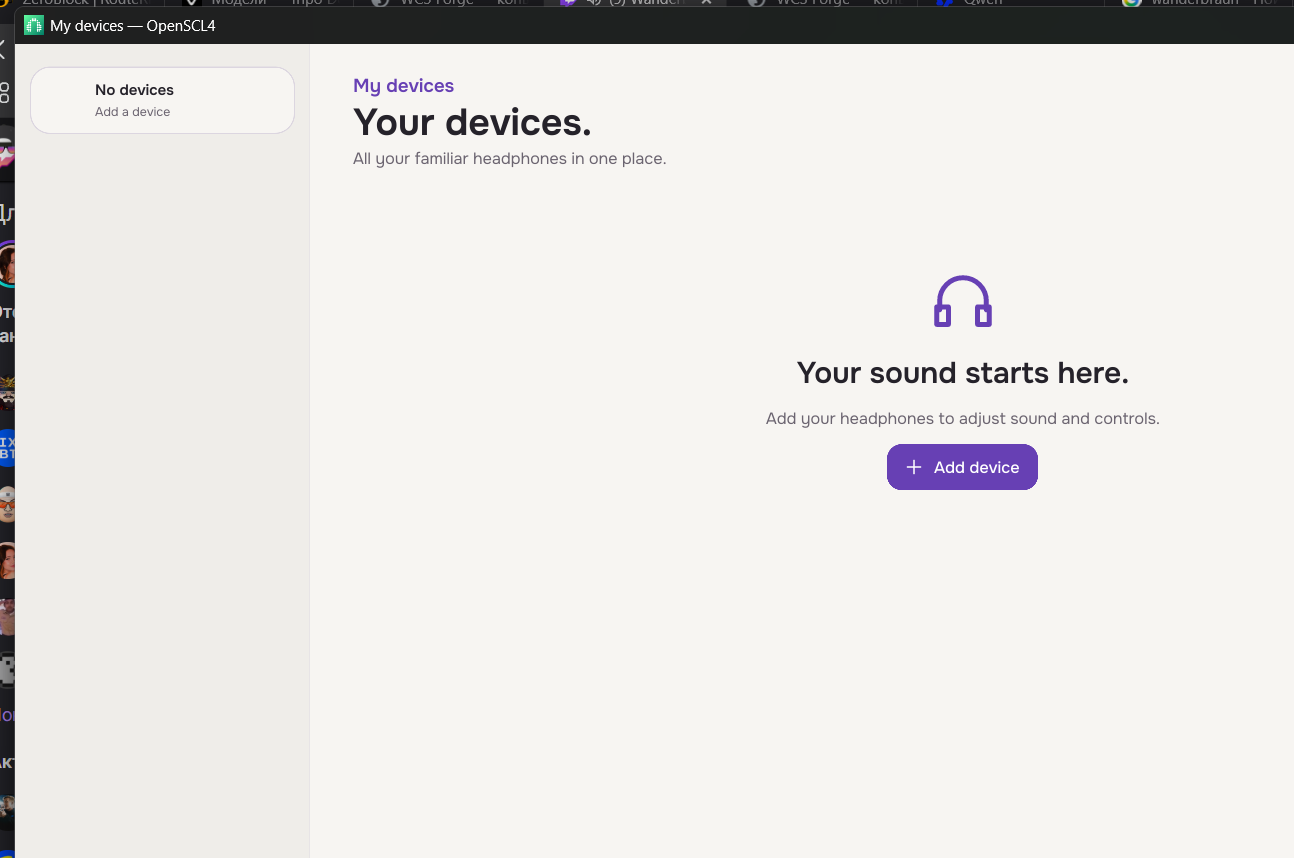 My devices — OpenSCL4
No devices
Add a device
My devices
Your devices.
All your familiar headphones in one place.
Your sound starts here.
Add your headphones to adjust sound and controls.
Add device